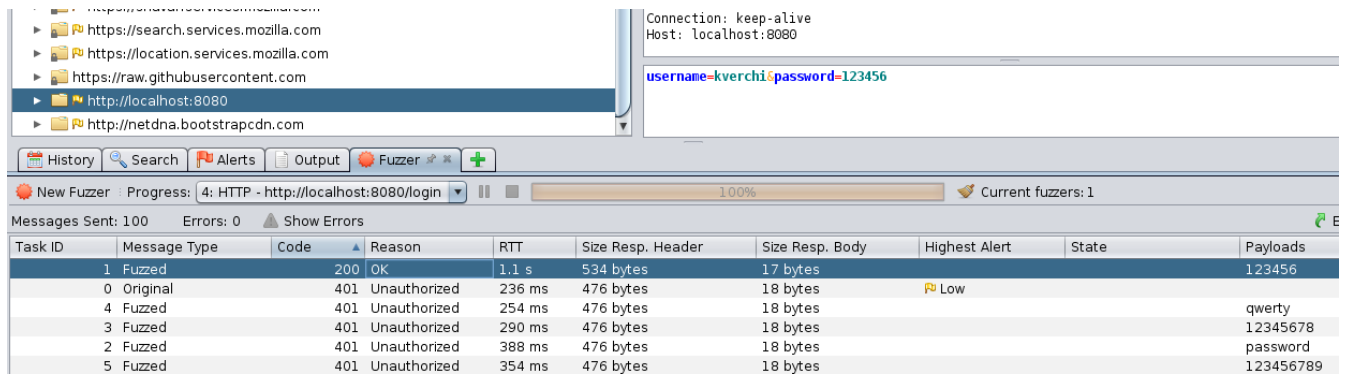 https://search.services.mozilla.com
https://location.services.mozilla.com
https://raw.githubusercontent.com
http://localhost:8080
http://netdna.bootstrapcdn.com
Connection: keep-alive
Host: localhost:8080
username=kverchi&password=123456
History Search Alerts Output Fuzzer
New Fuzzer Progress: 4: HTTP - http://localhost:8080/login 100% Current fuzzers: 1
Messages Sent: 100 Errors: 0 Show Errors
Task ID Message Type Code Reason RTT Size Resp. Header Size Resp. Body Highest Alert State Payloads
1 Fuzzed 200 OK 1.1 s 534 bytes 17 bytes 123456
0 Original 401 Unauthorized 236 ms 476 bytes 18 bytes Low
4 Fuzzed 401 Unauthorized 254 ms 476 bytes 18 bytes qwerty
3 Fuzzed 401 Unauthorized 290 ms 476 bytes 18 bytes 12345678
2 Fuzzed 401 Unauthorized 388 ms 476 bytes 18 bytes password
5 Fuzzed 401 Unauthorized 354 ms 476 bytes 18 bytes 123456789